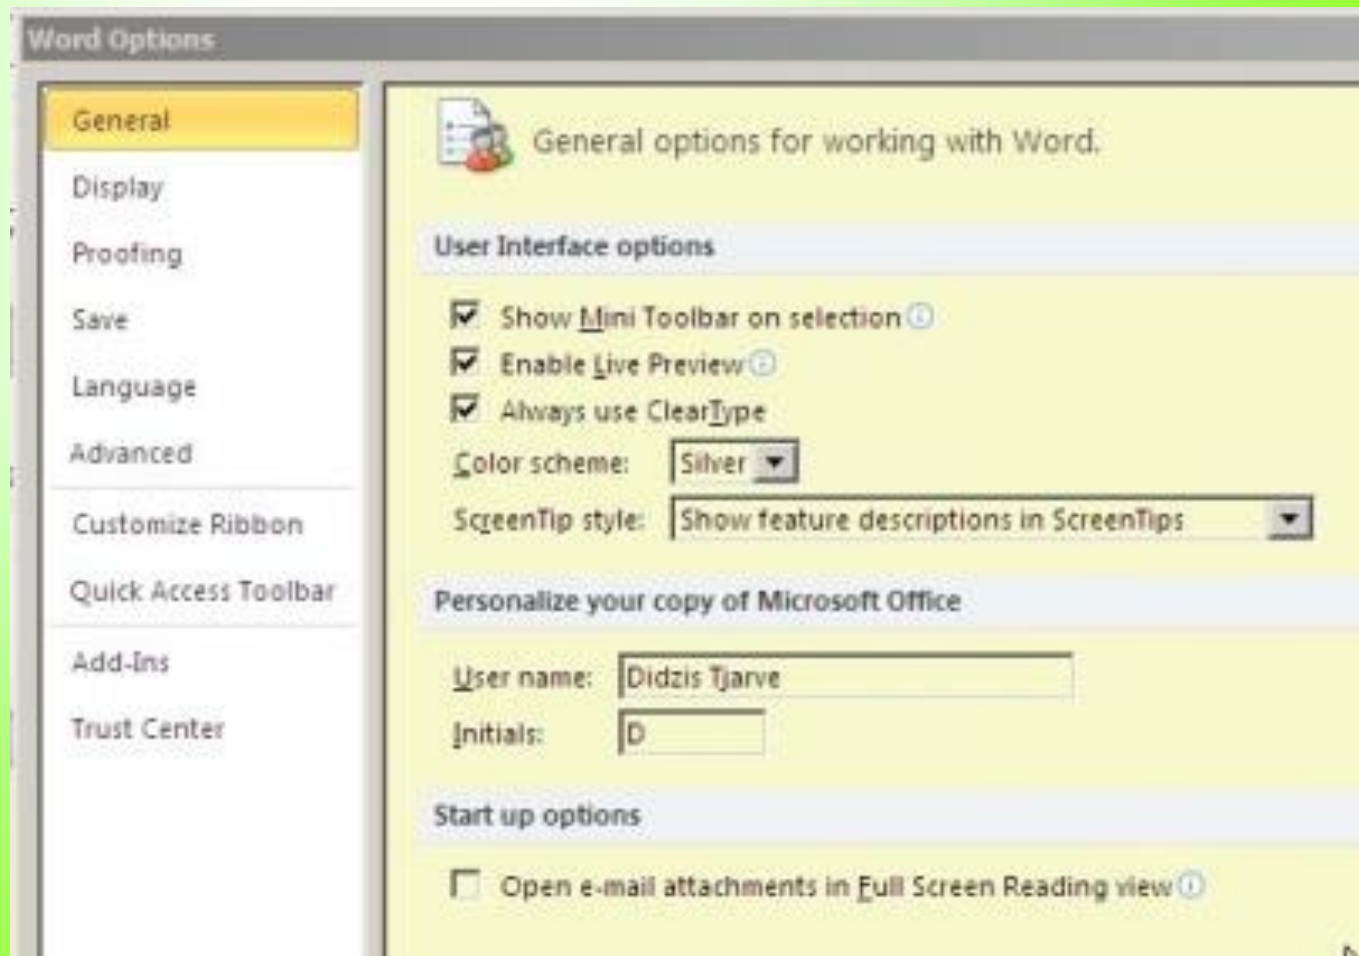 Word Options
General
Display
Proofing
Save
Language
Advanced
Customize Ribbon
Quick Access Toolbar
Add-Ins
Trust Center
General options for working with Word.
User Interface options
Show Mini Toolbar on selection
Enable Live Preview
Always use ClearType
Color scheme: Silver
ScreenTip style: Show feature descriptions in ScreenTips
Personalize your copy of Microsoft Office
User name: Didzis Tjarve
Initials: D
Start up options
Open e-mail attachments in Full Screen Reading view